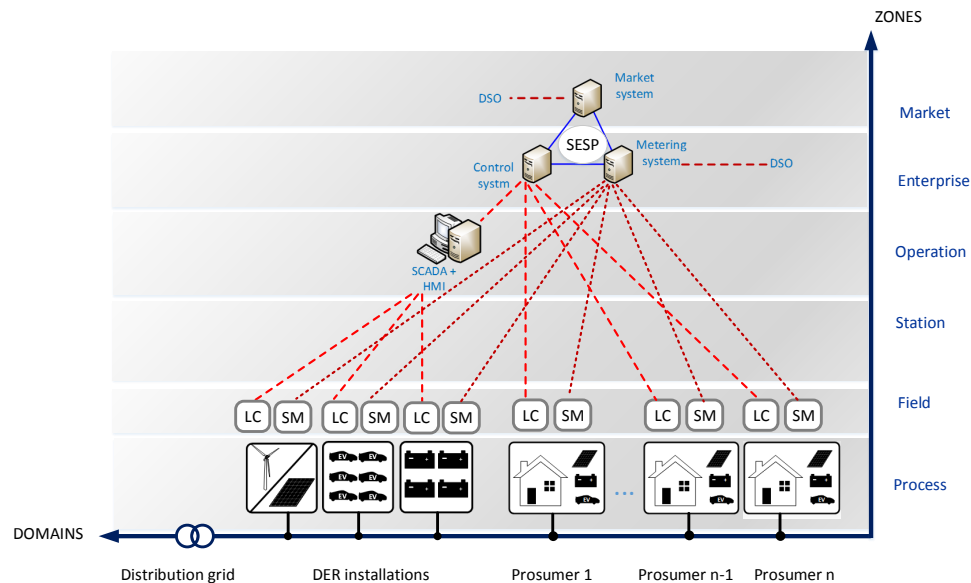 ZONES
Market
system
DSO
Market
SESP
Control
systm
Metering
system
DSO
Enterprise
SCADA +
HMI
Operation
Station
Field
LC SM LC SM LC SM LC SM LC SM LC SM
EV EV
EV EV
EV EV
EV
...
EV
EV
Process
DOMAINS
Distribution grid DER installations Prosumer 1 Prosumer n-1 Prosumer n